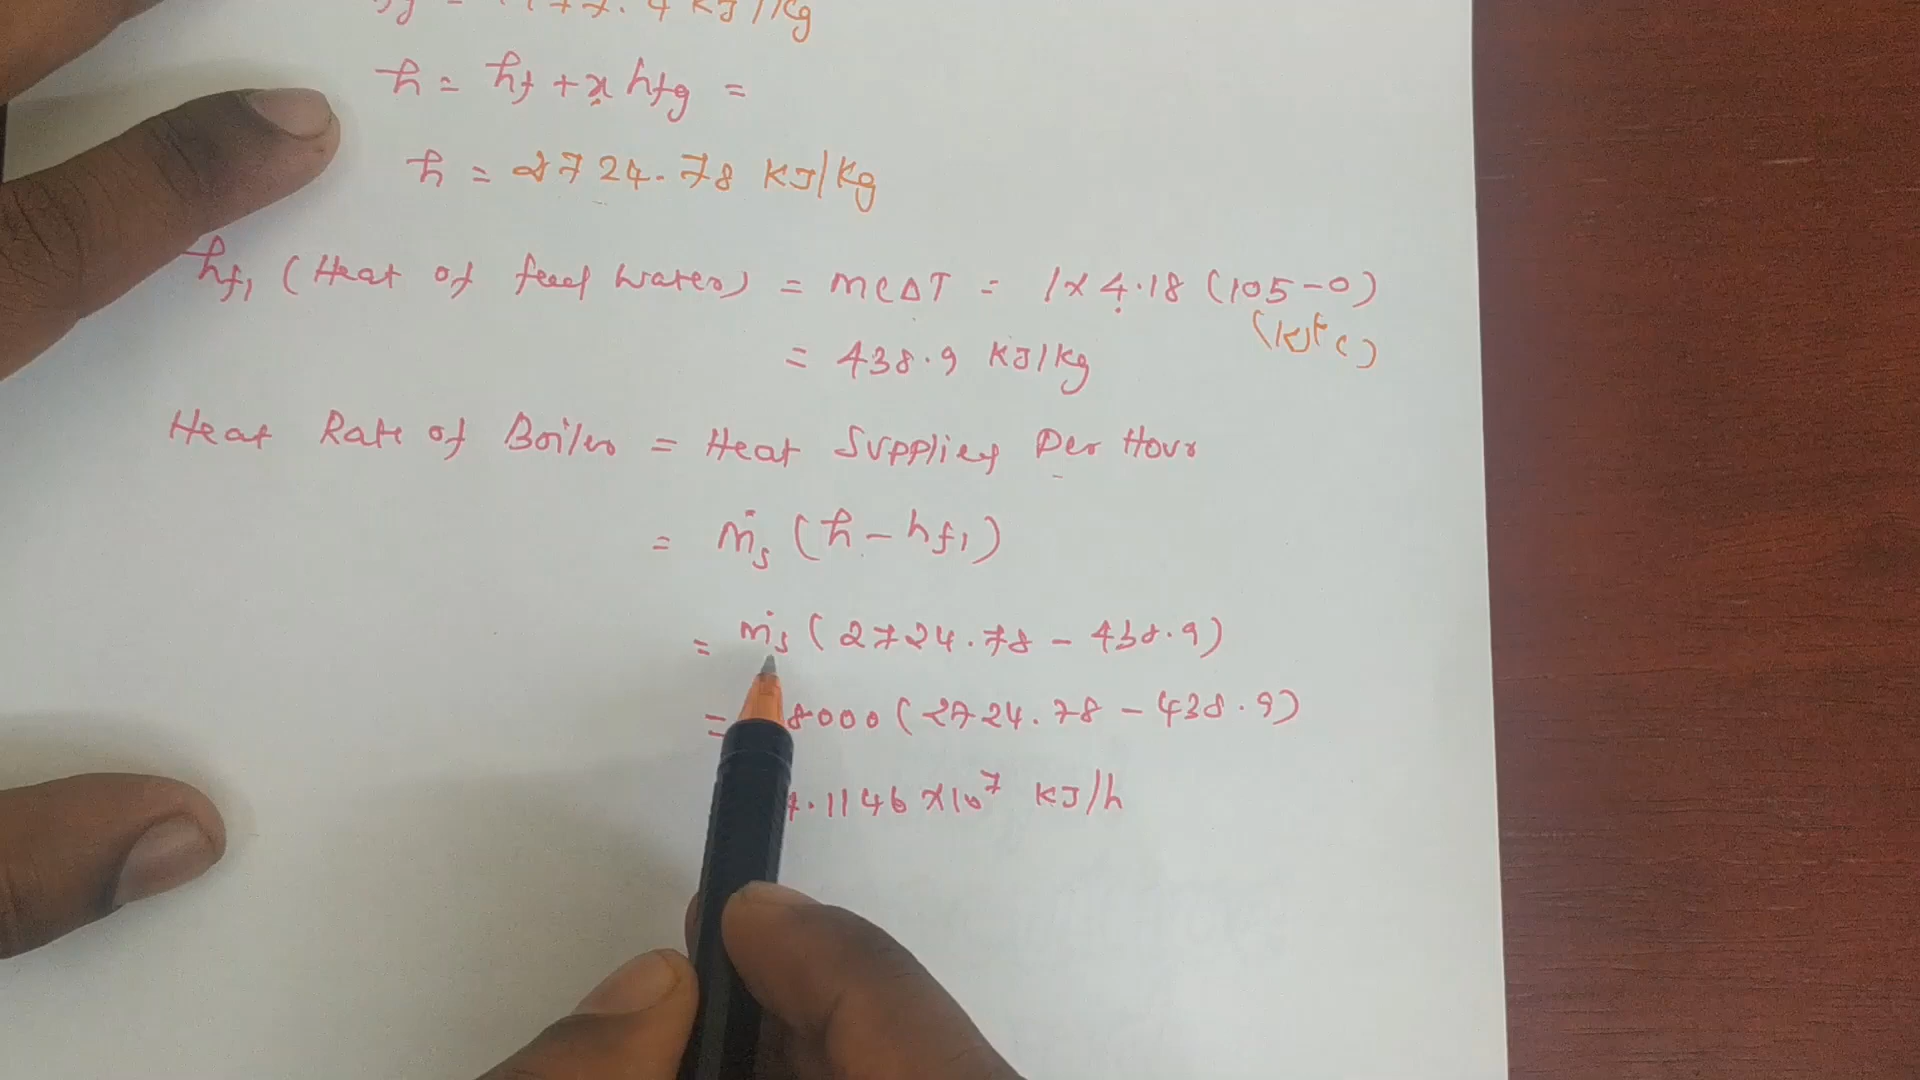 h = hf + x hfg =
h = 2724.78 KJ/Kg
hf1 (Heat of feed water) = mCΔT = 1 x 4.18 (105-0)
= 438.9 KJ/Kg
Heat Rate of Boiler = Heat Supplied Per Hour
= ṁs (h - hf1)
= ṁs (2724.78 - 438.9)
= 8000 (2724.78 - 438.9)
.1146 x 10⁷ KJ/h